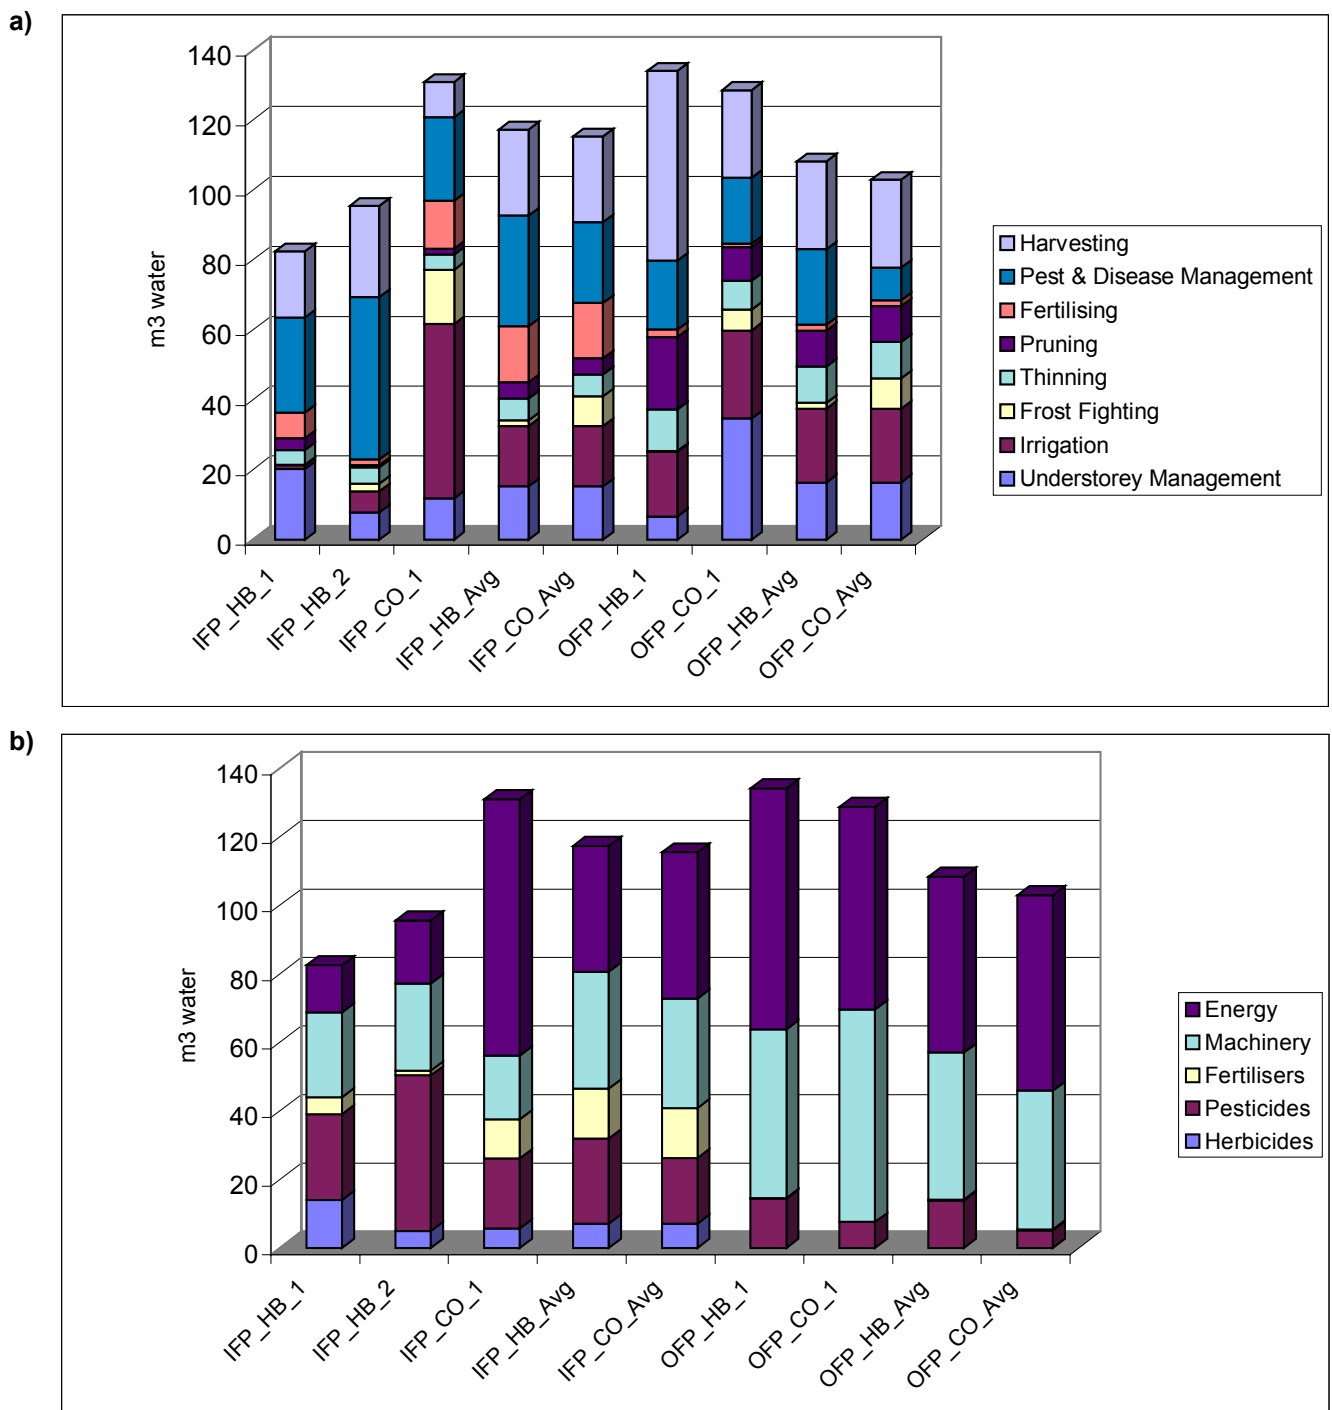 a)
140
120
100
80
60
40
20
0
m3 water
IFP_HB_1
IFP_HB_2
IFP_CO_1
IFP_HB_Avg
IFP_CO_Avg
OFP_HB_1
OFP_CO_1
OFP_HB_Avg
OFP_CO_Avg
Harvesting
Pest & Disease Management
Fertilising
Pruning
Thinning
Frost Fighting
Irrigation
Understorey Management
b)
140
120
100
80
60
40
20
0
m3 water
IFP_HB_1
IFP_HB_2
IFP_CO_1
IFP_HB_Avg
IFP_CO_Avg
OFP_HB_1
OFP_CO_1
OFP_HB_Avg
OFP_CO_Avg
Energy
Machinery
Fertilisers
Pesticides
Herbicides